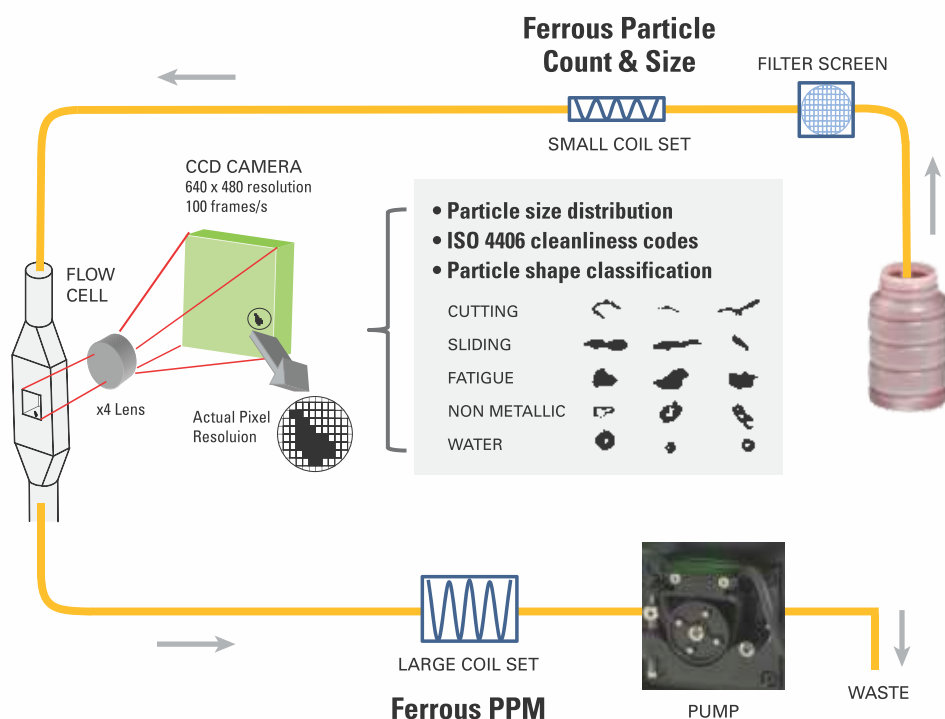 Ferrous Particle
Count & Size
FILTER SCREEN
SMALL COIL SET
CCD CAMERA
640 x 480 resolution
100 frames/s
• Particle size distribution
• ISO 4406 cleanliness codes
• Particle shape classification
FLOW
CELL
CUTTING
SLIDING
FATIGUE
NON METALLIC
WATER
x4 Lens
Actual Pixel
Resoluion
LARGE COIL SET
Ferrous PPM
PUMP
WASTE